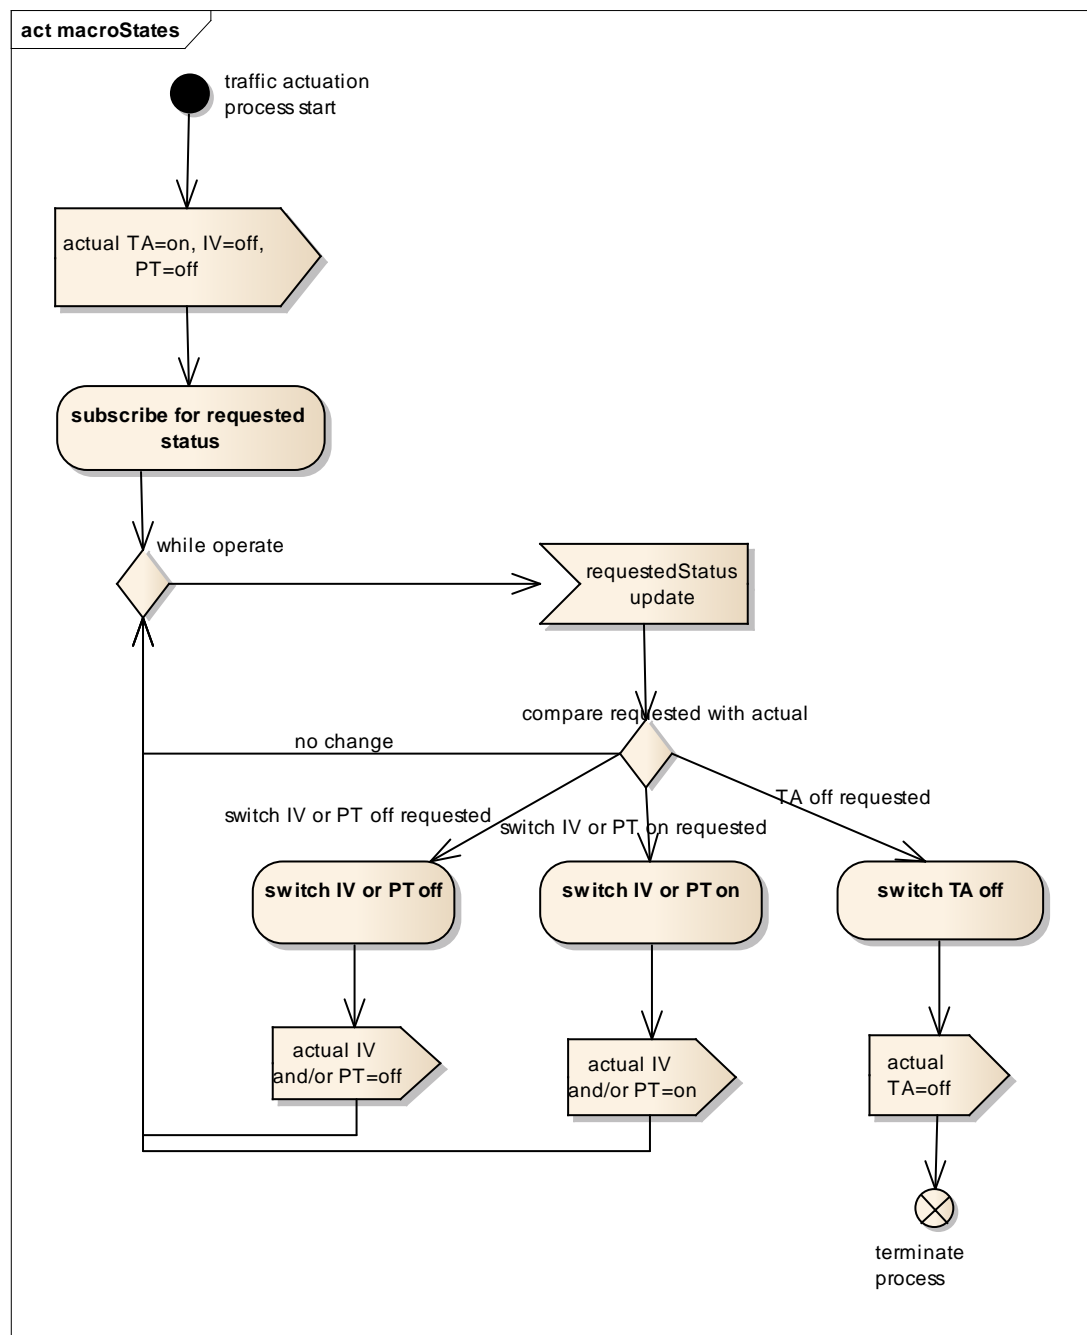 act macroStates
traffic actuation
process start
actual TA=on, IV=off,
PT=off
subscribe for requested
status
while operate
requestedStatus
update
compare requested with actual
no change
TA off requested
switch IV or PT off requested
switch IV or PT on requested
switch IV or PT off
switch IV or PT on
switch TA off
actual IV
and/or PT=off
actual IV
and/or PT=on
actual
TA=off
terminate
process